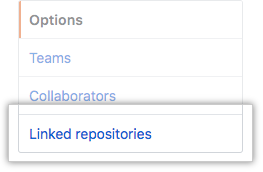 Options
Teams
Collaborators
Linked repositories